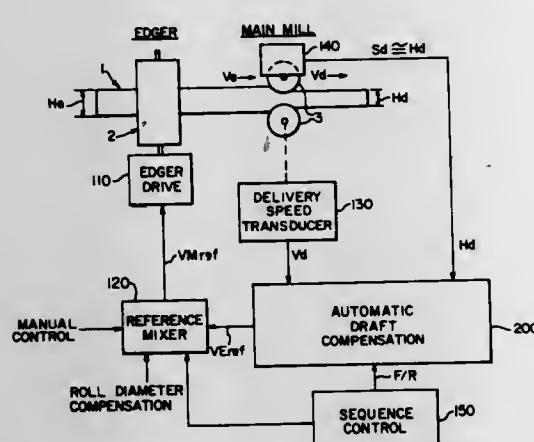 EDGER
MAIN MILL
140
Sd ≅ Hd
1
Ve
Vd
He
Hd
2
3
110
EDGER DRIVE
DELIVERY SPEED TRANSDUCER
130
VMref
Vd
Hd
120
MANUAL CONTROL
REFERENCE MIXER
VEref
AUTOMATIC DRAFT COMPENSATION
200
ROLL DIAMETER COMPENSATION
F/R
SEQUENCE CONTROL
150